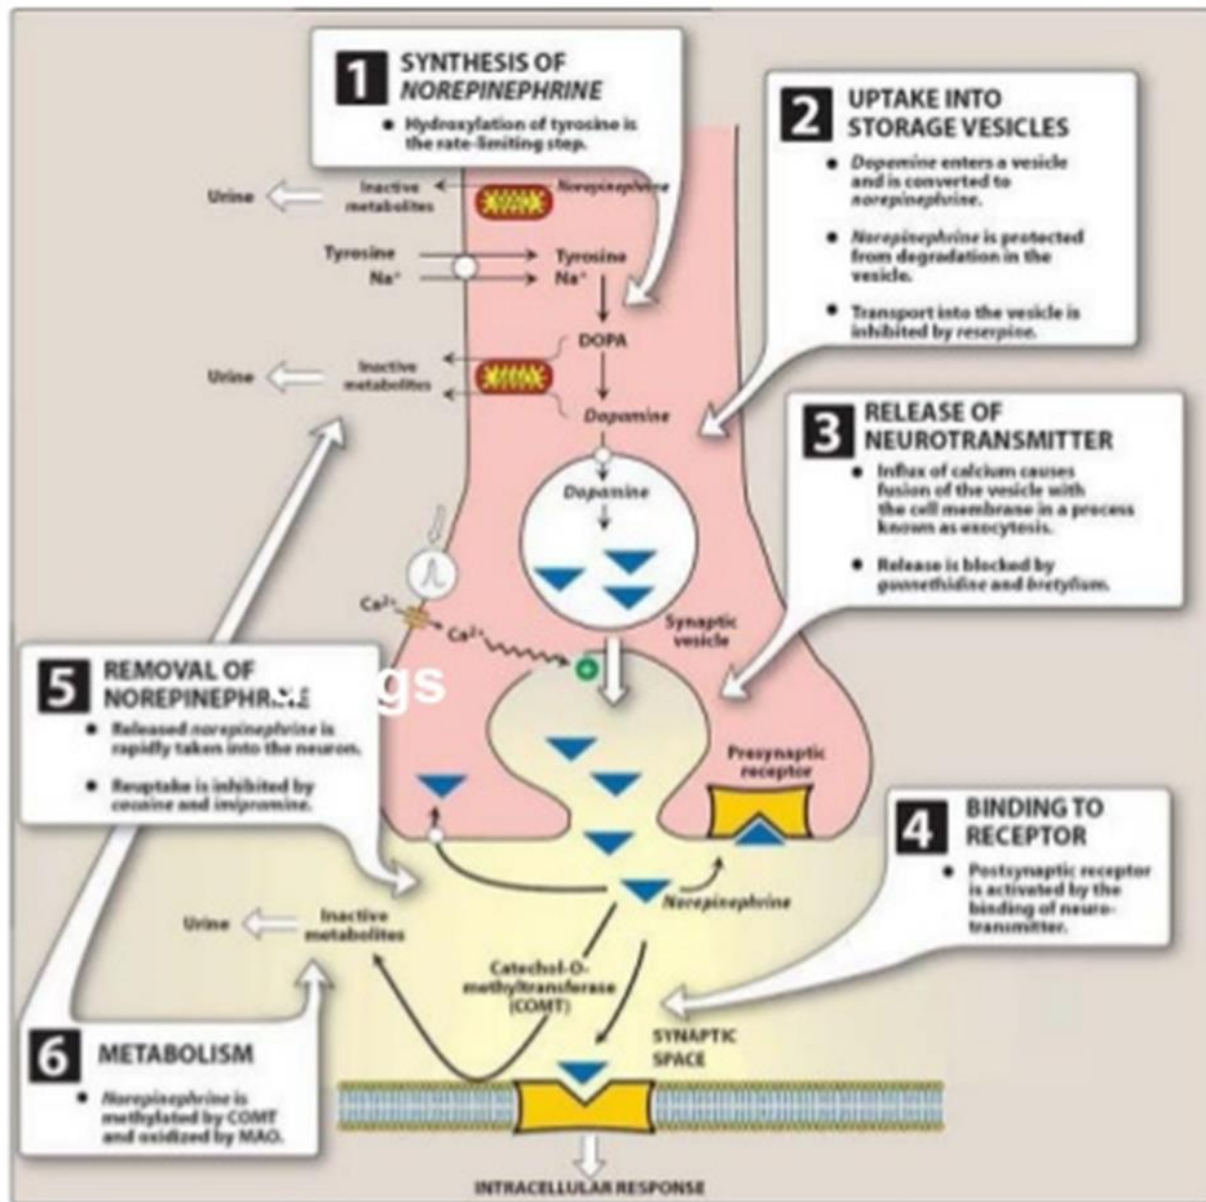 1
SYNTHESIS OF
NOREPINEPHRINE
• Hydroxylation of tyrosine is
the rate-limiting step.
2
UPTAKE INTO
STORAGE VESICLES
• Dopamine enters a vesicle
and is converted to
norepinephrine.
• Norepinephrine is protected
from degradation in the
vesicle.
• Transport into the vesicle is
inhibited by reserpine.
Urine
Inactive
metabolites
Norepinephrine
Tyrosine
Tyrosine
Na⁺
Na⁺
DOPA
Urine
Inactive
metabolites
Dopamine
Dopamine
3
RELEASE OF
NEUROTRANSMITTER
• Influx of calcium causes
fusion of the vesicle with
the cell membrane in a process
known as exocytosis.
• Release is blocked by
guanethidine and bretylium.
Ca²⁺
Ca²⁺
Synaptic
vesicle
+
5
REMOVAL OF
NOREPINEPHRINE
gs
• Released norepinephrine is
rapidly taken into the neuron.
• Reuptake is inhibited by
cocaine and imipramine.
Presynaptic
receptor
4
BINDING TO
RECEPTOR
• Postsynaptic receptor
is activated by the
binding of neuro-
transmitter.
Norepinephrine
Urine
Inactive
metabolites
Catechol-O-
methyltransferase
(COMT)
SYNAPTIC
SPACE
6
METABOLISM
• Norepinephrine is
methylated by COMT
and oxidized by MAO.
INTRACELLULAR RESPONSE